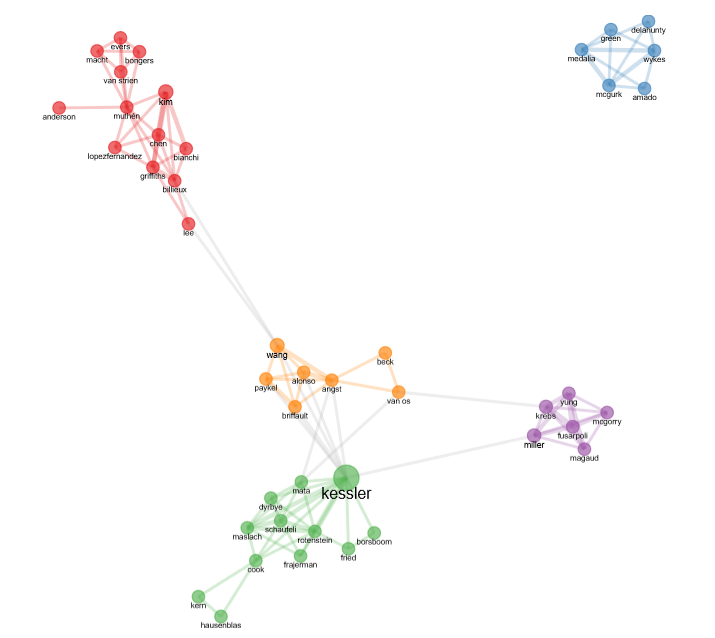 evers
macht
bongers
van strien
kim
anderson
muthén
chen
lopezfernandez
bianchi
griffiths
billieux
lee
delahunty
green
medalia
wykes
mcgurk
amado
wang
beck
alonso
paykel
angst
van os
briffault
yung
krebs
mcgorry
fusarpoli
miller
magaud
kessler
mata
dyrbye
schaufeli
maslach
rotenstein
borsboom
fried
frajerman
cook
kern
hausenblas